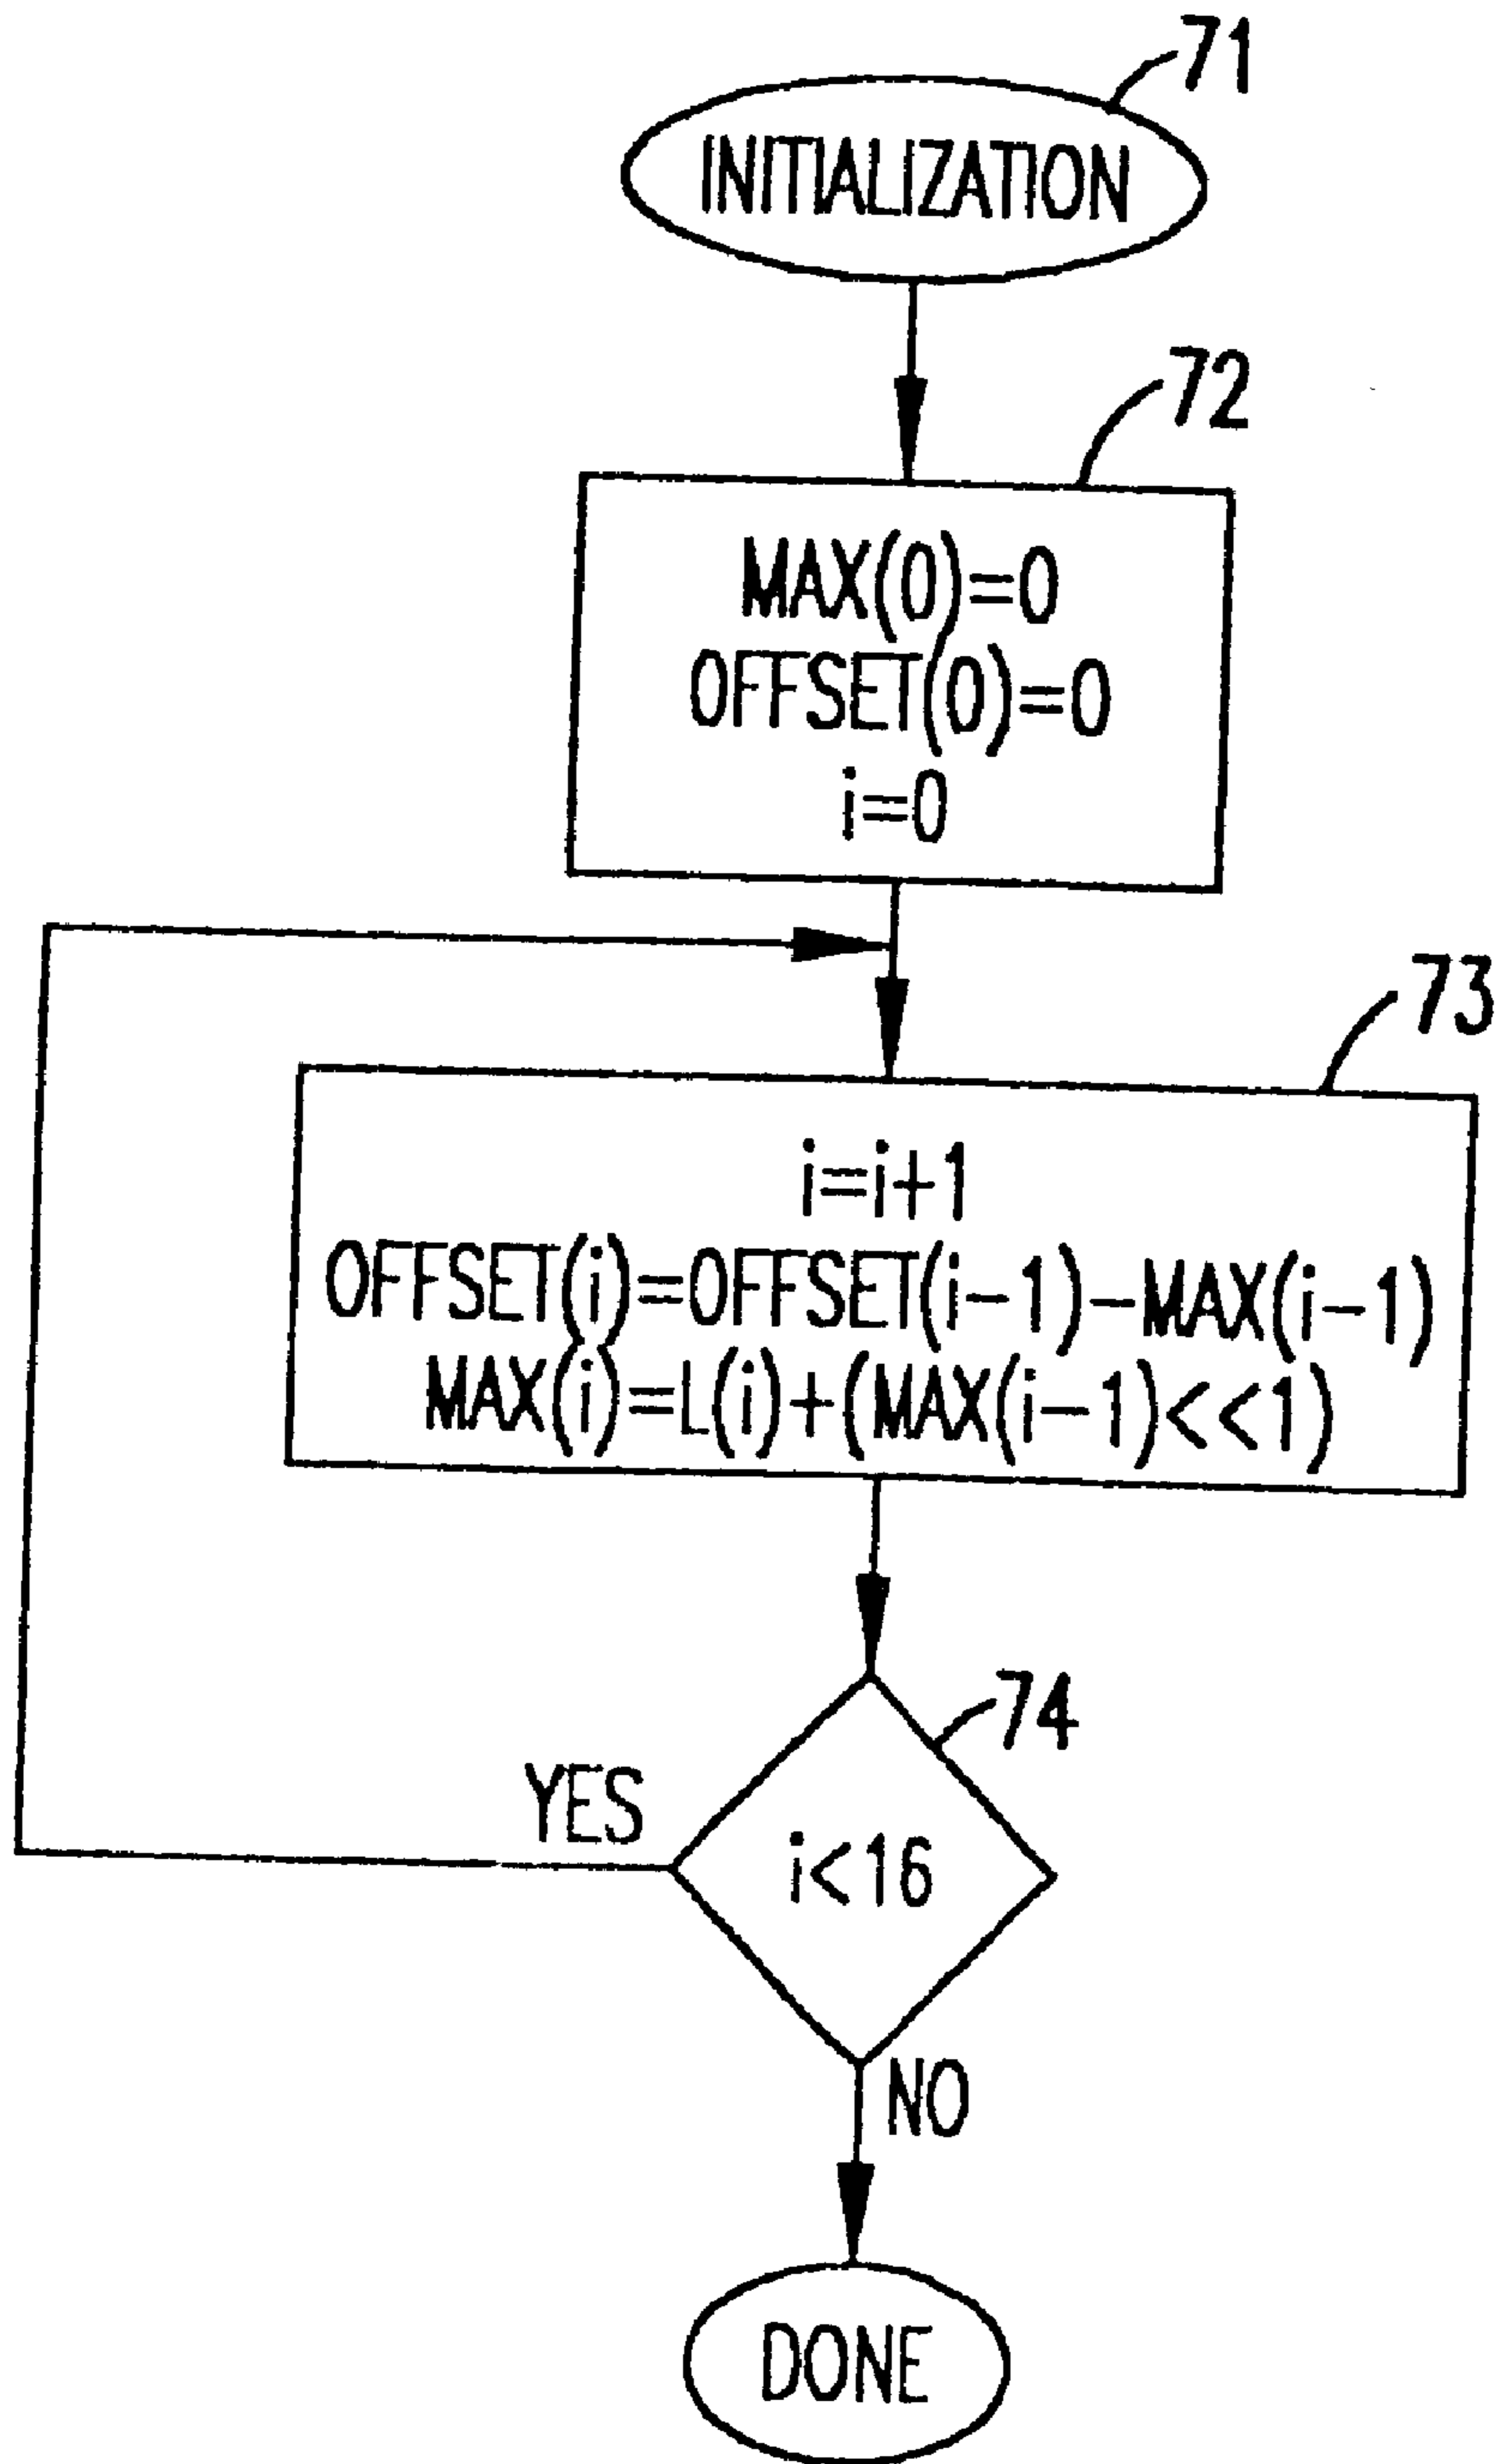 71
INITIALIZATION
72
MAX(0)=0
OFFSET(0)=0
i=0
73
i=i+1
OFFSET(i)=OFFSET(i-1)-MAX(i-1)
MAX(i)=L(i)+(MAX(i-1)<<1)
74
YES
i<16
NO
DONE